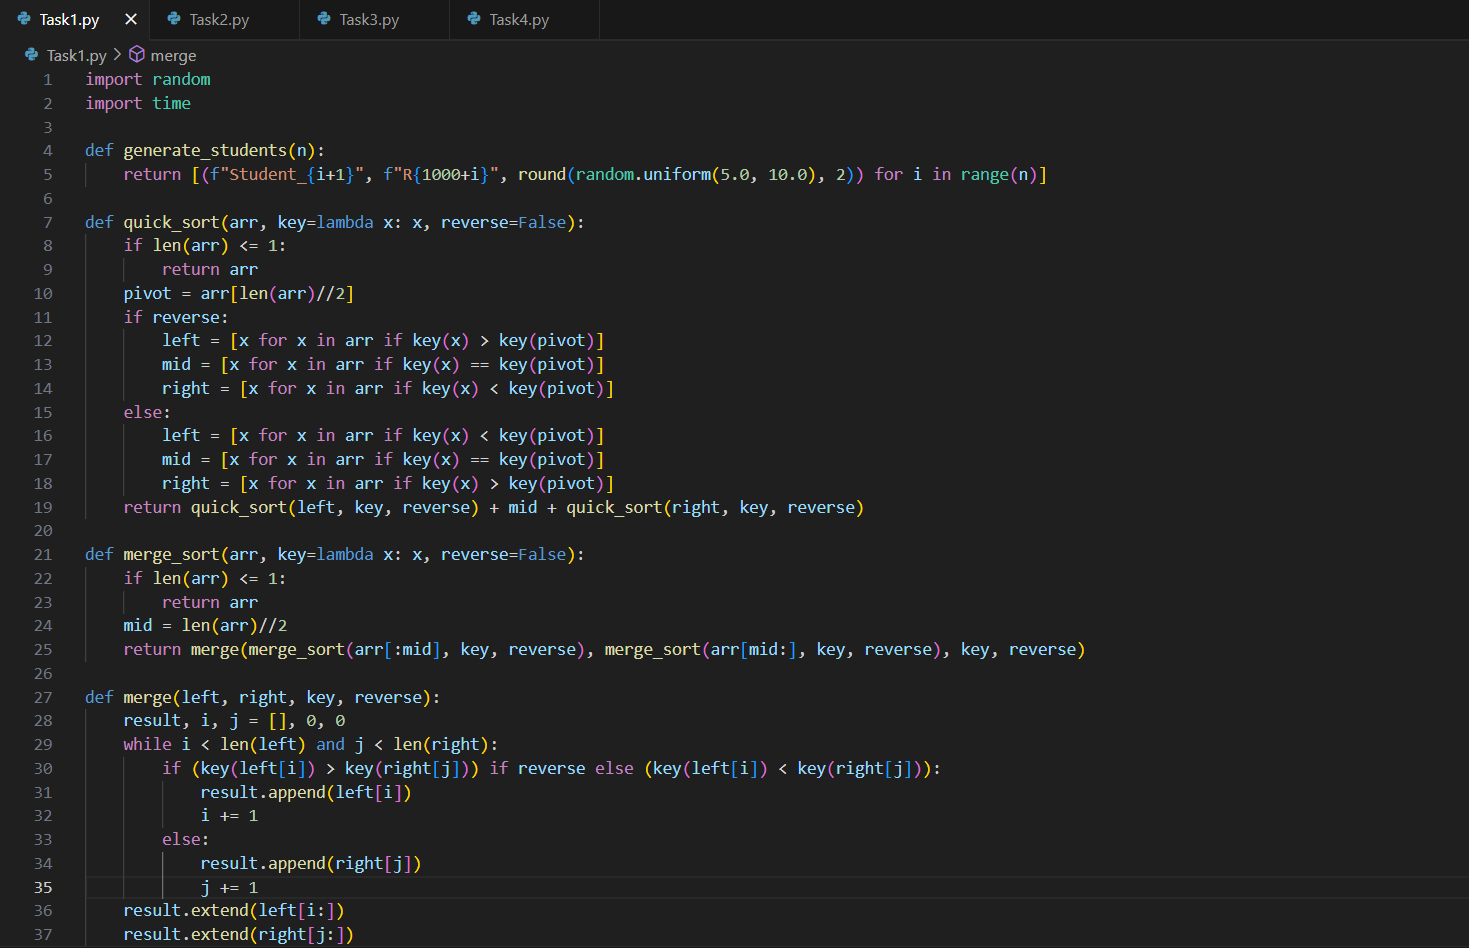 Task1.py
Task2.py
Task3.py
Task4.py
Task1.py > merge
1 import random
2 import time
3
4 def generate_students(n):
5     return [(f"Student_{i+1}", f"R{1000+i}", round(random.uniform(5.0, 10.0), 2)) for i in range(n)]
6
7 def quick_sort(arr, key=lambda x: x, reverse=False):
8     if len(arr) <= 1:
9         return arr
10     pivot = arr[len(arr)//2]
11     if reverse:
12         left = [x for x in arr if key(x) > key(pivot)]
13         mid = [x for x in arr if key(x) == key(pivot)]
14         right = [x for x in arr if key(x) < key(pivot)]
15     else:
16         left = [x for x in arr if key(x) < key(pivot)]
17         mid = [x for x in arr if key(x) == key(pivot)]
18         right = [x for x in arr if key(x) > key(pivot)]
19     return quick_sort(left, key, reverse) + mid + quick_sort(right, key, reverse)
20
21 def merge_sort(arr, key=lambda x: x, reverse=False):
22     if len(arr) <= 1:
23         return arr
24     mid = len(arr)//2
25     return merge(merge_sort(arr[:mid], key, reverse), merge_sort(arr[mid:], key, reverse), key, reverse)
26
27 def merge(left, right, key, reverse):
28     result, i, j = [], 0, 0
29     while i < len(left) and j < len(right):
30         if (key(left[i]) > key(right[j])) if reverse else (key(left[i]) < key(right[j])):
31             result.append(left[i])
32             i += 1
33         else:
34             result.append(right[j])
35             j += 1
36     result.extend(left[i:])
37     result.extend(right[j:])